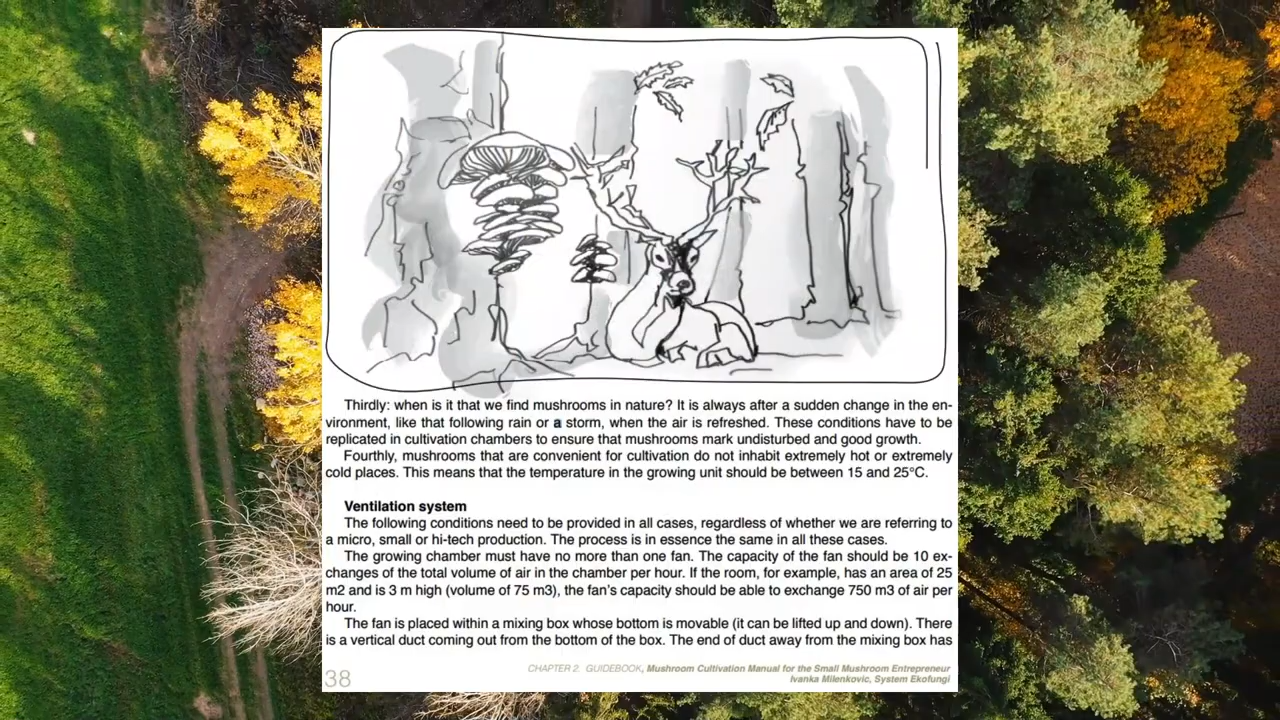 Thirdly: when is it that we find mushrooms in nature? It is always after a sudden change in the en-
vironment, like that following rain or a storm, when the air is refreshed. These conditions have to be
replicated in cultivation chambers to ensure that mushrooms mark undisturbed and good growth.
Fourthly, mushrooms that are convenient for cultivation do not inhabit extremely hot or extremely
cold places. This means that the temperature in the growing unit should be between 15 and 25°C.
Ventilation system
The following conditions need to be provided in all cases, regardless of whether we are referring to
a micro, small or hi-tech production. The process is in essence the same in all these cases.
The growing chamber must have no more than one fan. The capacity of the fan should be 10 ex-
changes of the total volume of air in the chamber per hour. If the room, for example, has an area of 25
m2 and is 3 m high (volume of 75 m3), the fan's capacity should be able to exchange 750 m3 of air per
hour.
The fan is placed within a mixing box whose bottom is movable (it can be lifted up and down). There
is a vertical duct coming out from the bottom of the box. The end of duct away from the mixing box has
38
CHAPTER 2. GUIDEBOOK, Mushroom Cultivation Manual for the Small Mushroom Entrepreneur
Ivanka Milenkovic, System Ekofungi